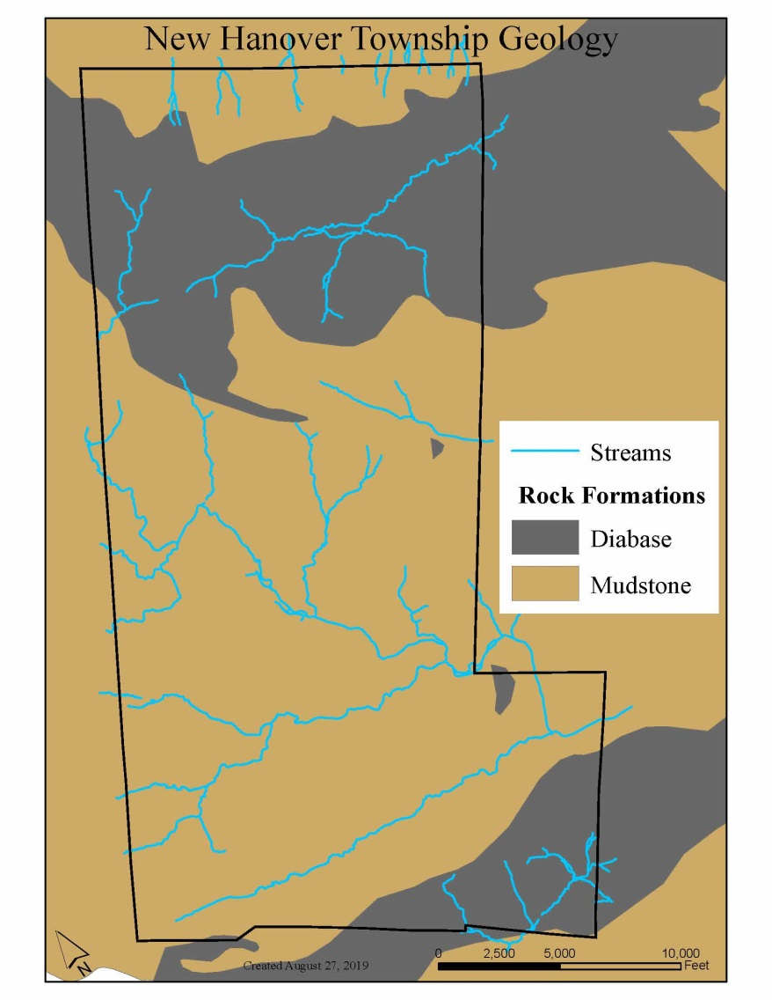 New Hanover Township Geology
Streams
Rock Formations
Diabase
Mudstone
N
Created August 27, 2019
0 2,500 5,000 10,000
Feet